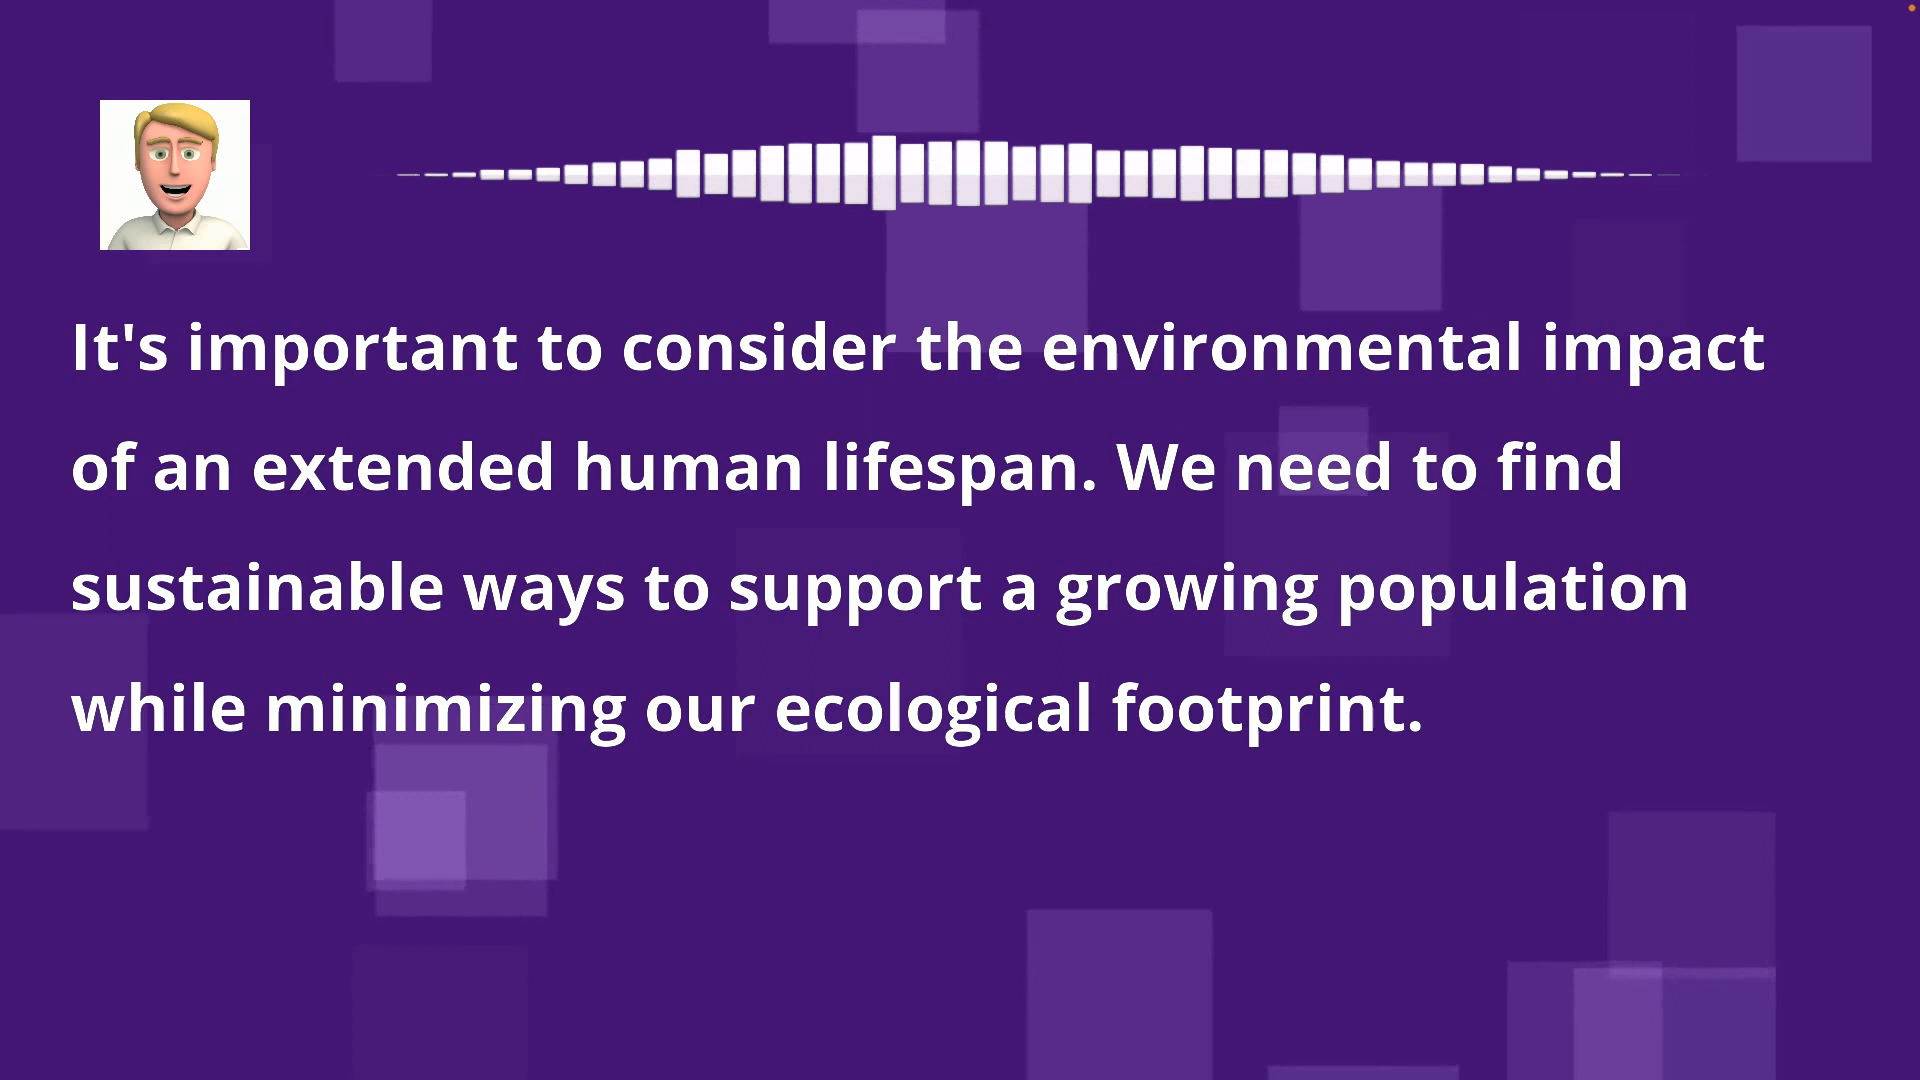 It's important to consider the environmental impact
of an extended human lifespan. We need to find
sustainable ways to support a growing population
while minimizing our ecological footprint.